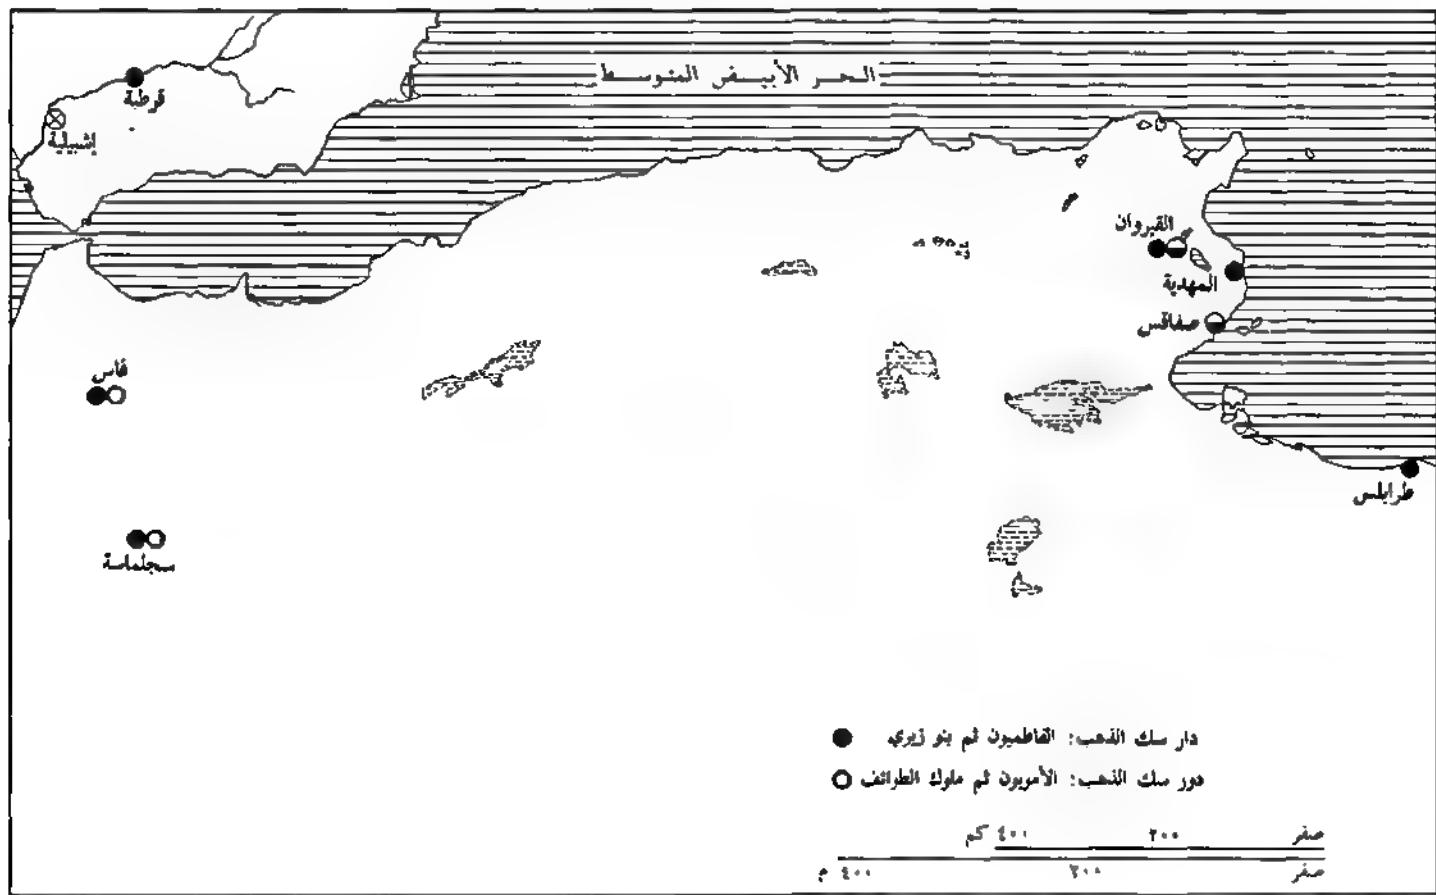 البحر الأبيض المتوسط
قرطبة
إشبيلية
القيروان
المهدية
صفاقس
فاس
طرابلس
سجلماسة
دار سك الذهب: الفاطميون ثم بنو زيري
دور سك الذهب: الأمويون ثم ملوك الطوائف
صفر ٢٠٠ ٤٠٠ كم
صفر ٢٠٠ ٤٠٠ م